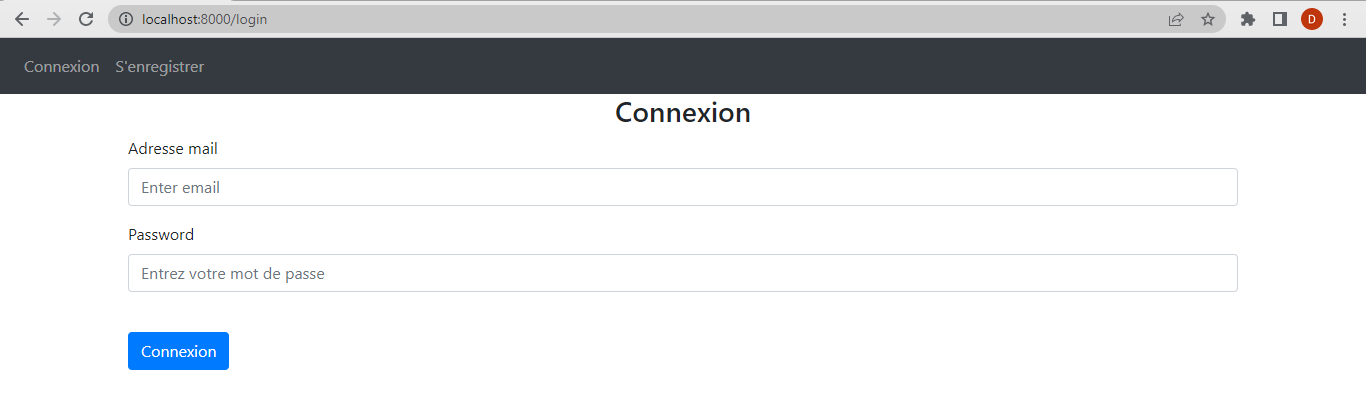 localhost:8000/login
D
Connexion S'enregistrer
Connexion
Adresse mail
Enter email
Password
Entrez votre mot de passe
Connexion